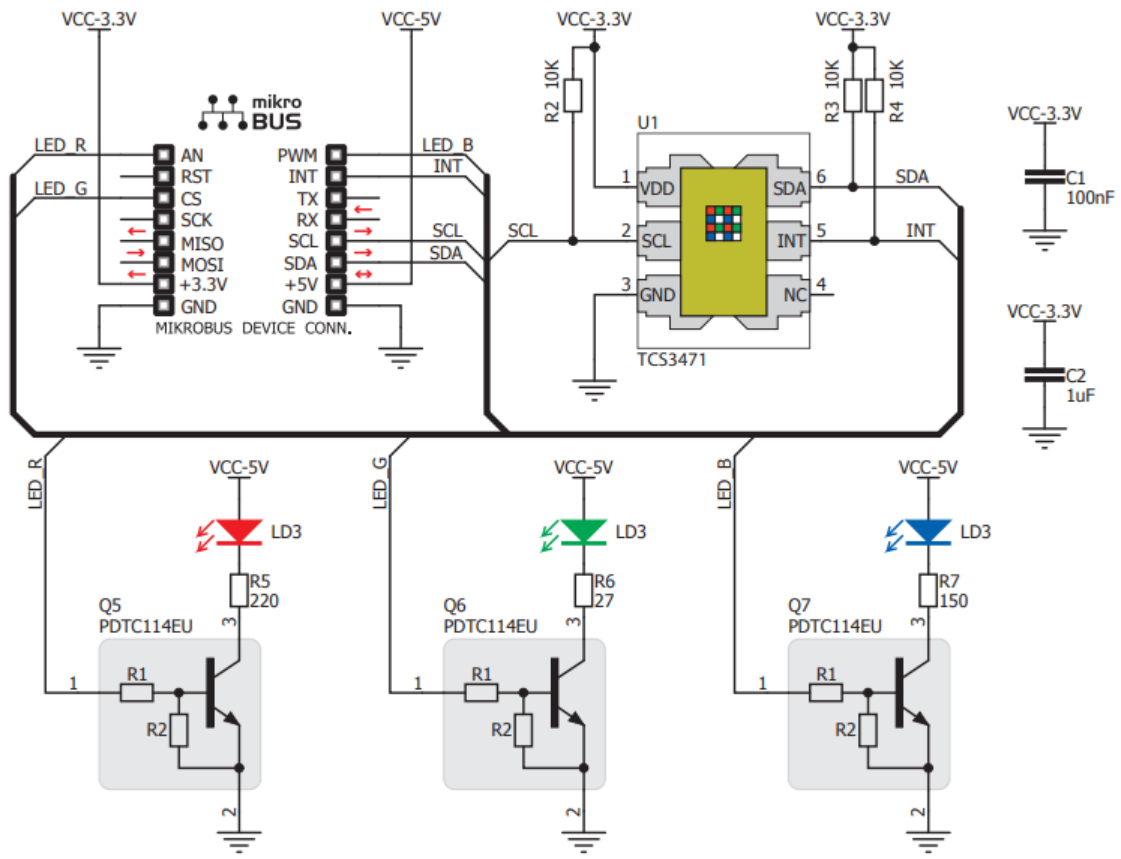 VCC-3.3V
VCC-5V
VCC-3.3V
VCC-3.3V
mikro
BUS
LED_R
LED_G
AN
RST
CS
SCK
MISO
MOSI
+3.3V
GND
PWM
INT
TX
RX
SCL
SDA
+5V
GND
MIKROBUS DEVICE CONN.
LED_B
INT
SCL
SDA
SCL
R2 10K
R3 10K
R4 10K
U1
1
VDD
2
SCL
3
GND
SDA
6
INT
5
NC
4
TCS3471
SDA
INT
VCC-3.3V
C1
100nF
VCC-3.3V
C2
1uF
LED_R
VCC-5V
LD3
R5
220
Q5
PDTC114EU
3
1
R1
R2
2
LED_G
VCC-5V
LD3
R6
27
Q6
PDTC114EU
3
1
R1
R2
2
LED_B
VCC-5V
LD3
R7
150
Q7
PDTC114EU
3
1
R1
R2
2